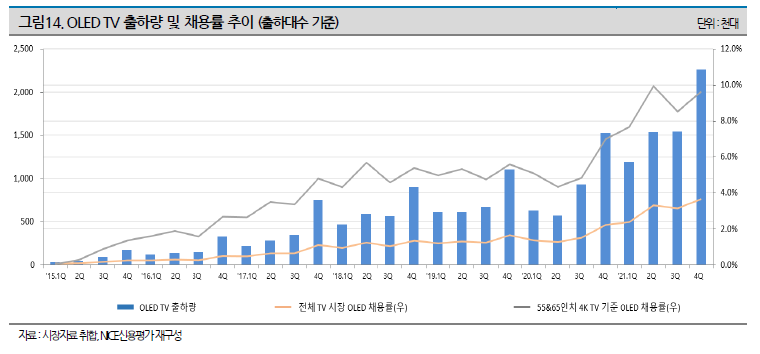 그림14. OLED TV 출하량 및 채용률 추이 (출하대수 기준)
단위 : 천대
2,500
2,000
1,500
1,000
500
0
12.0%
10.0%
8.0%
6.0%
4.0%
2.0%
0.0%
'15.1Q 2Q 3Q 4Q '16.1Q 2Q 3Q 4Q '17.1Q 2Q 3Q 4Q '18.1Q 2Q 3Q 4Q '19.1Q 2Q 3Q 4Q '20.1Q 2Q 3Q 4Q '21.1Q 2Q 3Q 4Q
OLED TV 출하량 전체 TV 시장 OLED 채용률(우) 55&65인치 4K TV 기준 OLED 채용률(우)
자료 : 시장자료 취합, NICE신용평가 재구성